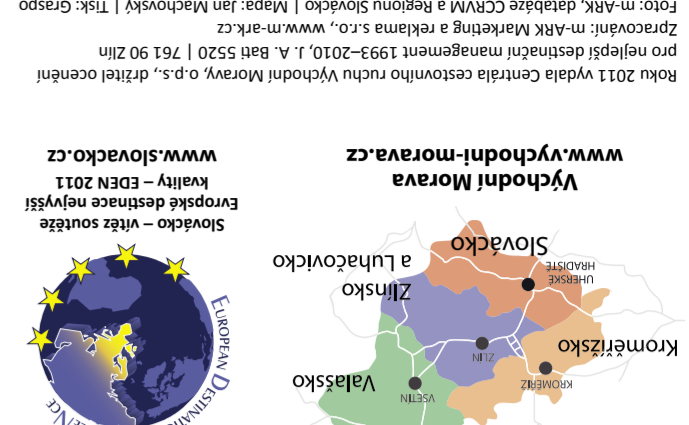 EUROPEAN
VSETÍN
Valašsko
KROMĚŘÍŽ
Kroměřížsko
ZLÍN
Zlínsko
a Luhačovicko
UHERSKÉ
HRADIŠTĚ
Slovácko
Východní Morava
www.vychodni-morava.cz
Slovácko – vítěz soutěže
Evropské destinace nejvyšší
kvality – EDEN 2011
www.slovacko.cz
Roku 2011 vydala Centrála cestovního ruchu Východní Moravy, o.p.s., držitel ocenění
pro nejlepší destinační management 1993–2010, J. A. Bati 5520 | 761 90 Zlín
Zpracování: m-ARK Marketing a reklama s.r.o., www.m-ark.cz
Foto: m-ARK, databáze CCRVM a Regionu Slovácko | Mapa: Jan Machovský | Tisk: Graspo